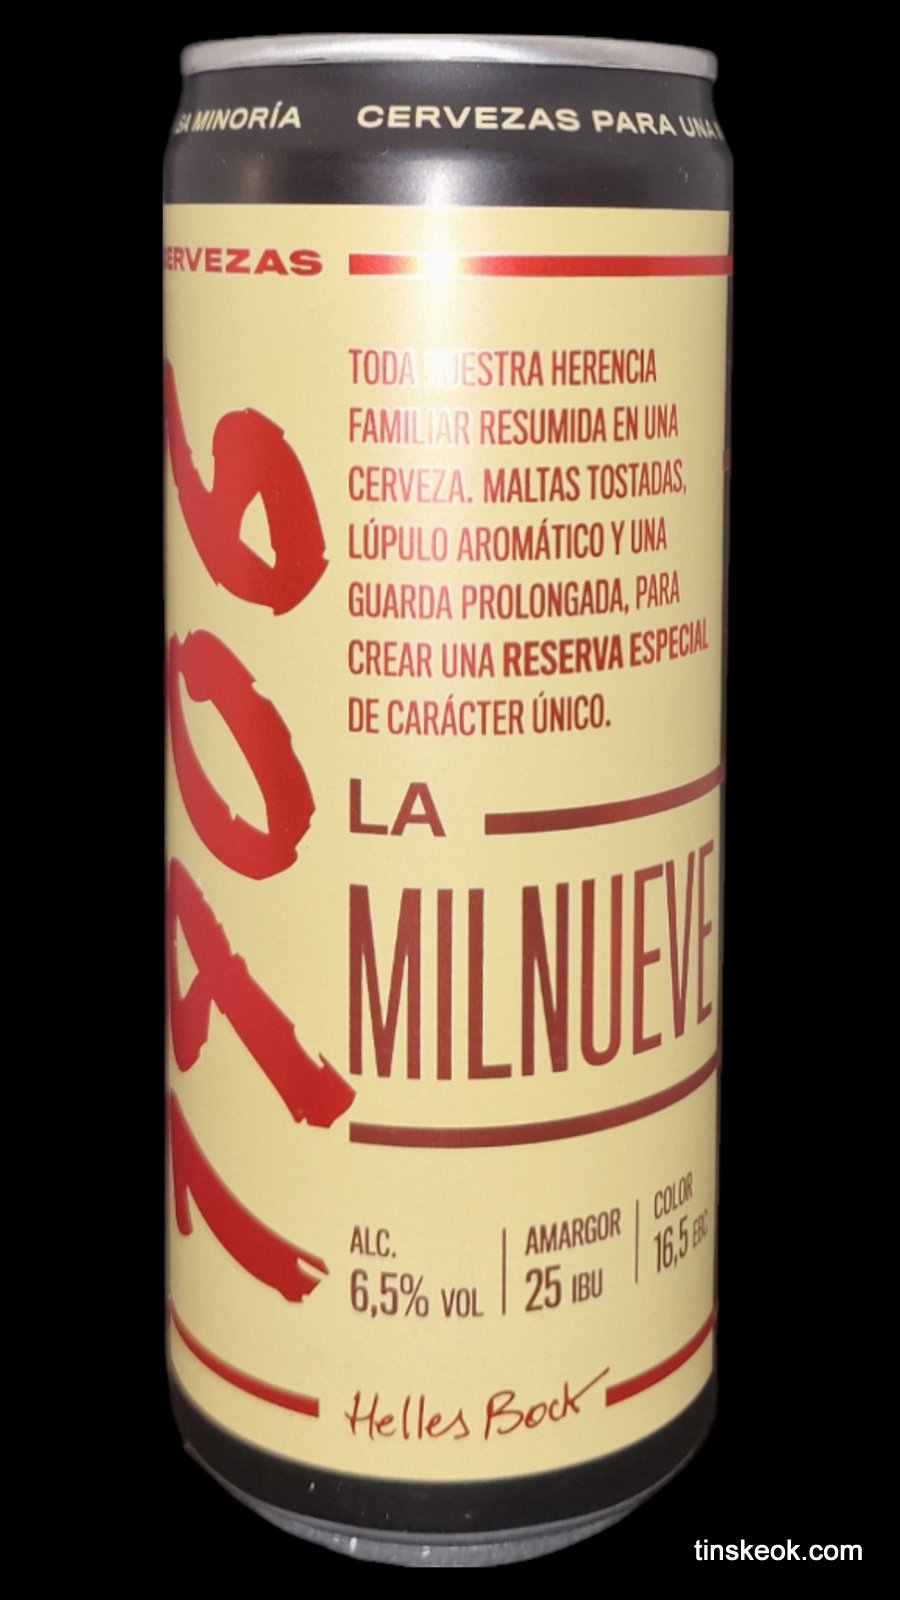 MINORÍA CERVEZAS PARA UNA
CERVEZAS
1906
TODA NUESTRA HERENCIA
FAMILIAR RESUMIDA EN UNA
CERVEZA. MALTAS TOSTADAS,
LÚPULO AROMÁTICO Y UNA
GUARDA PROLONGADA, PARA
CREAR UNA RESERVA ESPECIAL
DE CARÁCTER ÚNICO.
LA
MILNUEVE
ALC. AMARGOR COLOR
6,5% VOL 25 IBU 16,5 EBC
Helles Bock
tinskeok.com